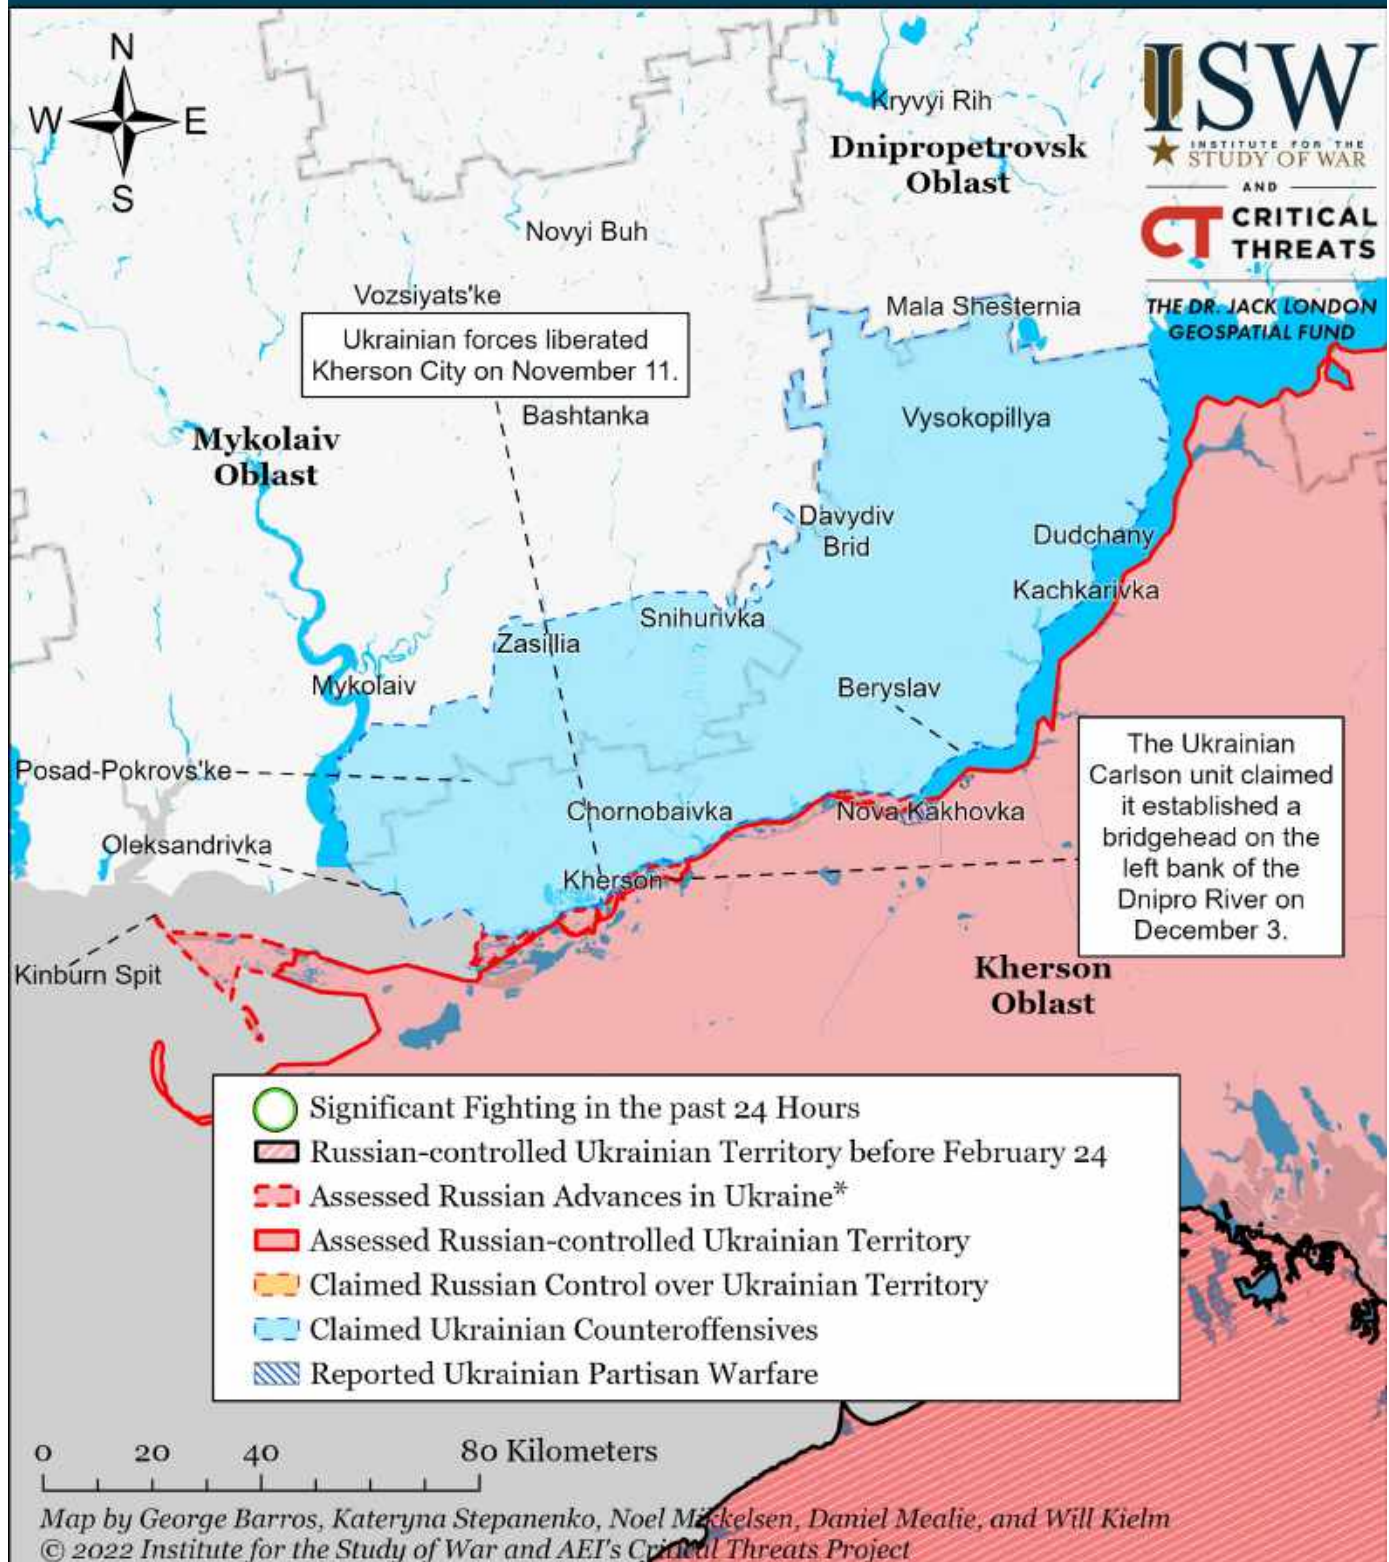 N
W E
S
ISW
INSTITUTE FOR THE
STUDY OF WAR
AND
CT CRITICAL
THREATS
THE DR. JACK LONDON
GEOSPATIAL FUND
Kryvyi Rih
Dnipropetrovsk
Oblast
Novyi Buh
Vozsiyats'ke
Mala Shesternia
Ukrainian forces liberated
Kherson City on November 11.
Bashtanka
Vysokopillya
Mykolaiv
Oblast
Davydiv
Brid
Dudchany
Kachkarivka
Snihurivka
Zasillia
Mykolaiv
Beryslav
Posad-Pokrovs'ke
Chornobaivka
Nova Kakhovka
Oleksandrivka
Kherson
The Ukrainian
Carlson unit claimed
it established a
bridgehead on the
left bank of the
Dnipro River on
December 3.
Kinburn Spit
Kherson
Oblast
Significant Fighting in the past 24 Hours
Russian-controlled Ukrainian Territory before February 24
Assessed Russian Advances in Ukraine*
Assessed Russian-controlled Ukrainian Territory
Claimed Russian Control over Ukrainian Territory
Claimed Ukrainian Counteroffensives
Reported Ukrainian Partisan Warfare
0 20 40 80 Kilometers
Map by George Barros, Kateryna Stepanenko, Noel Mikkelsen, Daniel Mealie, and Will Kielm
© 2022 Institute for the Study of War and AEI's Critical Threats Project